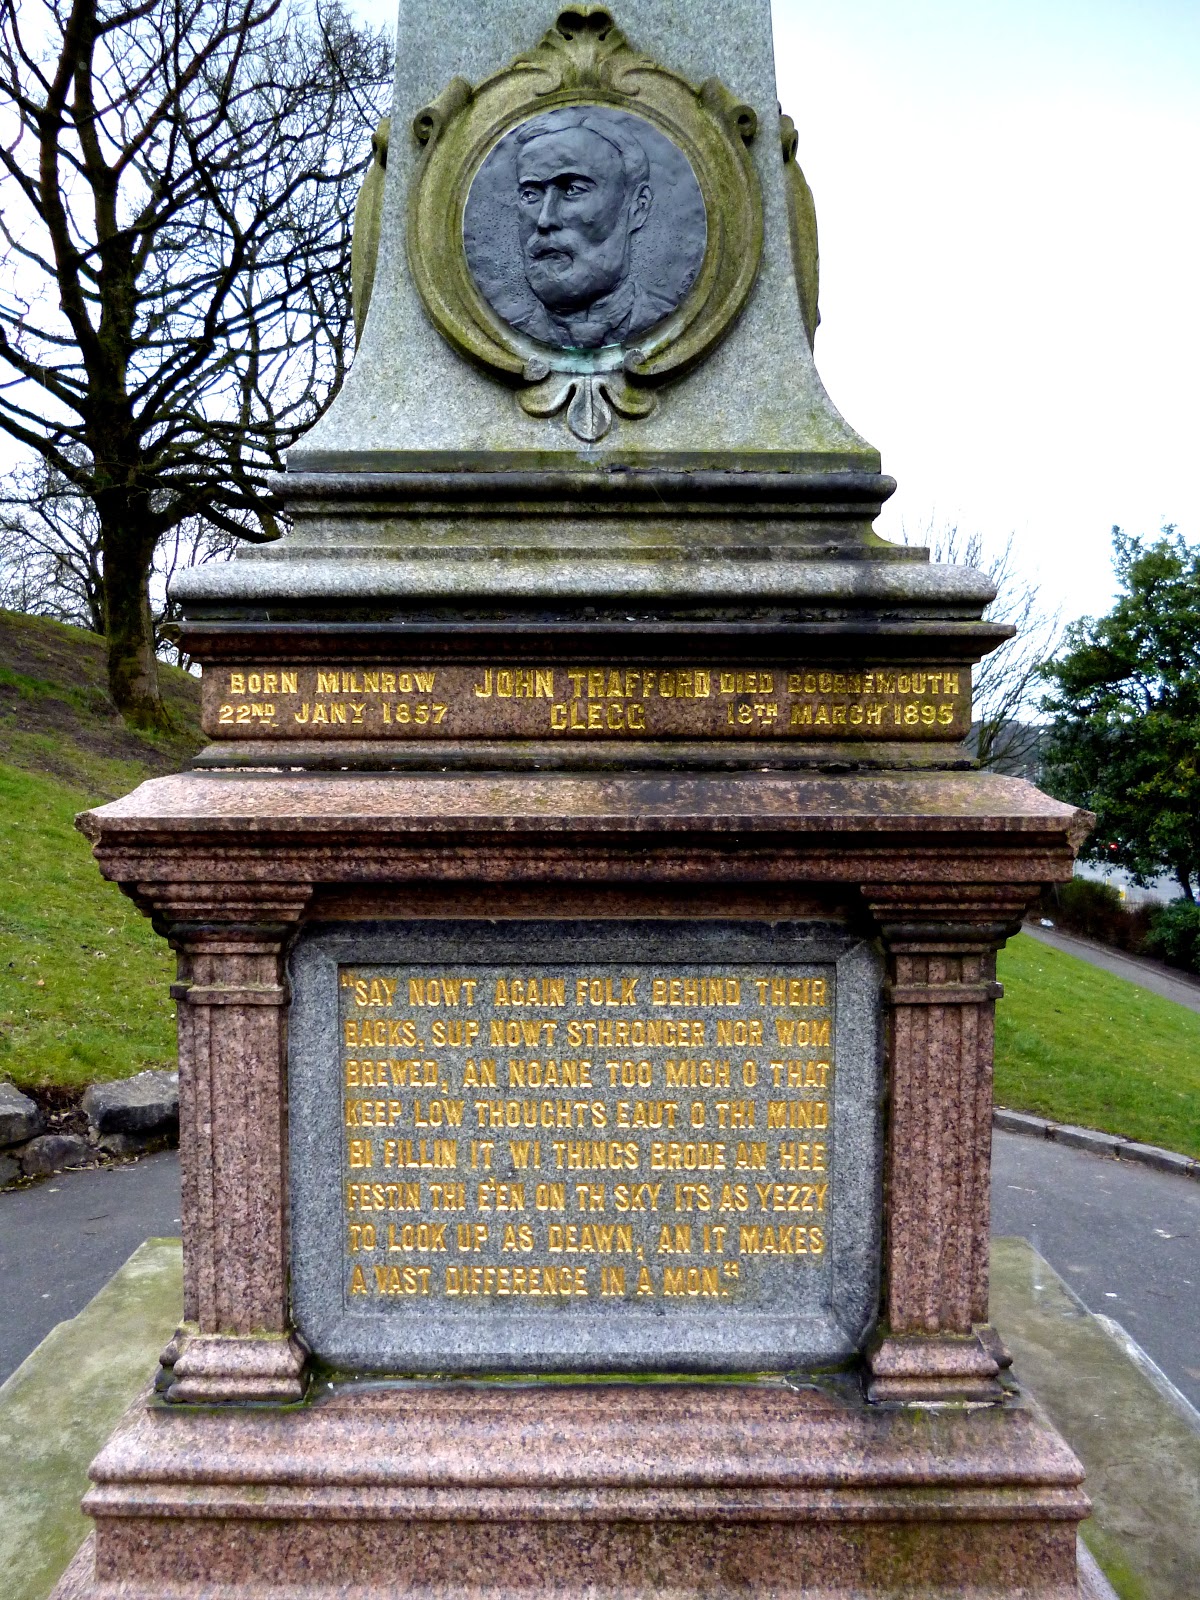 BORN MILNROW JOHN TRAFFORD DIED BOURNEMOUTH
22ND JANY 1857 CLEGG 18TH MARCH 1895
"SAY NOWT AGAIN FOLK BEHIND THEIR
BACKS, SUP NOWT STHRONGER NOR WOM
BREWED, AN NOANE TOO MICH O THAT
KEEP LOW THOUGHTS EAUT O THI MIND
BI FILLIN IT WI THINGS BRODE AN HEE
FESTIN THI E'EN ON TH SKY ITS AS YEZZY
TO LOOK UP AS DEAWN, AN IT MAKES
A VAST DIFFERENCE IN A MON."